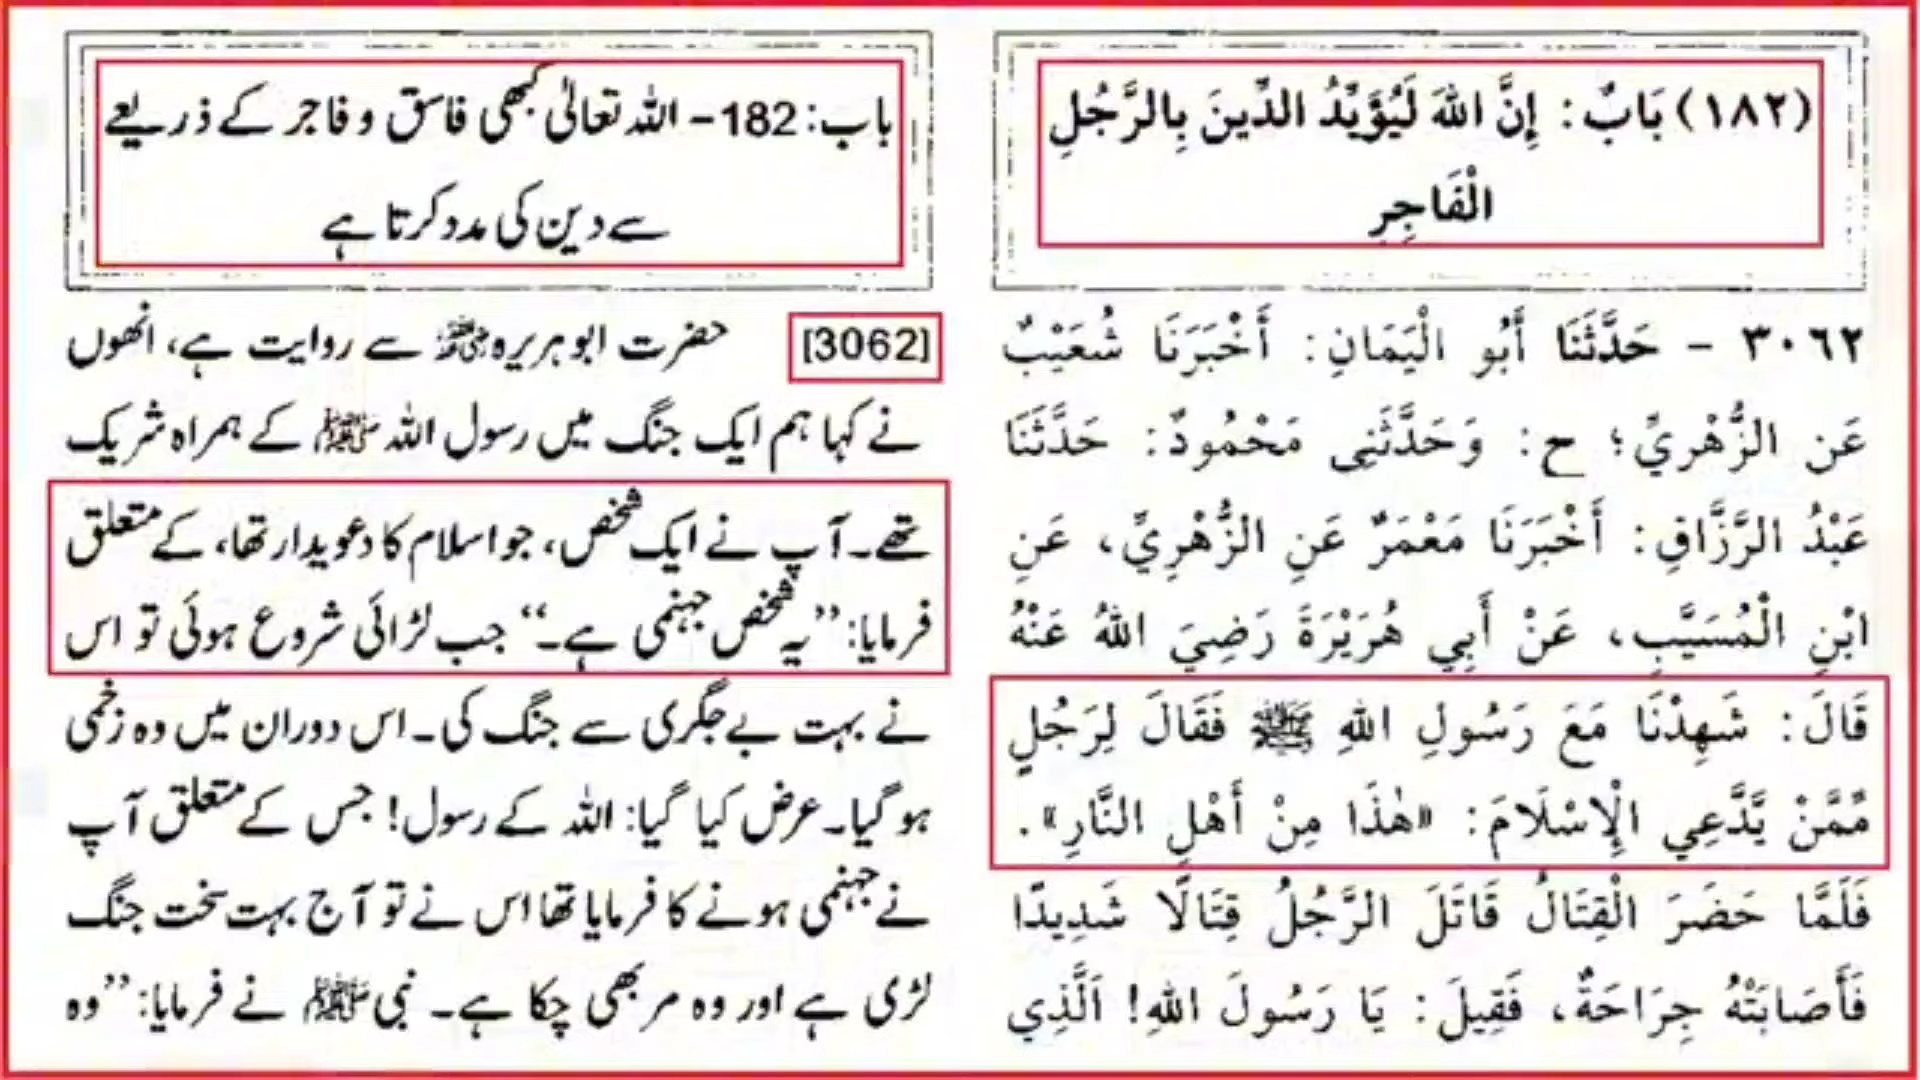 (١٨٢) بَابٌ: إِنَّ اللهَ لَيُؤَيِّدُ الدِّينَ بِالرَّجُلِ
الْفَاجِرِ
٣٠٦٢ - حَدَّثَنَا أَبُو الْيَمَانِ: أَخْبَرَنَا شُعَيْبٌ
عَنِ الزُّهْرِيِّ؛ ح: وَحَدَّثَنِي مَحْمُودٌ: حَدَّثَنَا
عَبْدُ الرَّزَّاقِ: أَخْبَرَنَا مَعْمَرٌ عَنِ الزُّهْرِيِّ، عَنِ
ابْنِ الْمُسَيَّبِ، عَنْ أَبِي هُرَيْرَةَ رَضِيَ اللهُ عَنْهُ
قَالَ: شَهِدْنَا مَعَ رَسُولِ اللهِ ﷺ فَقَالَ لِرَجُلٍ
مِّمَّنْ يَّدَّعِي الْإِسْلَامَ: «هٰذَا مِنْ أَهْلِ النَّارِ».
فَلَمَّا حَضَرَ الْقِتَالُ قَاتَلَ الرَّجُلُ قِتَالًا شَدِيدًا
فَأَصَابَتْهُ جِرَاحَةٌ، فَقِيلَ: يَا رَسُولَ اللهِ! اَلَّذِي
باب: 182- اللہ تعالیٰ کبھی فاسق و فاجر کے ذریعے
سے دین کی مدد کرتا ہے
[3062] حضرت ابو ہریرہ ؓ سے روایت ہے، انھوں
نے کہا ہم ایک جنگ میں رسول اللہ ﷺ کے ہمراہ شریک
تھے۔ آپ نے ایک شخص، جو اسلام کا دعویدار تھا، کے متعلق
فرمایا: ”یہ شخص جہنمی ہے۔“ جب لڑائی شروع ہوئی تو اس
نے بہت بے جگری سے جنگ کی۔ اس دوران میں وہ زخمی
ہو گیا۔ عرض کیا گیا: اللہ کے رسول! جس کے متعلق آپ
نے جہنمی ہونے کا فرمایا تھا اس نے تو آج بہت سخت جنگ
لڑی ہے اور وہ مر بھی چکا ہے۔ نبی ﷺ نے فرمایا: ”وہ